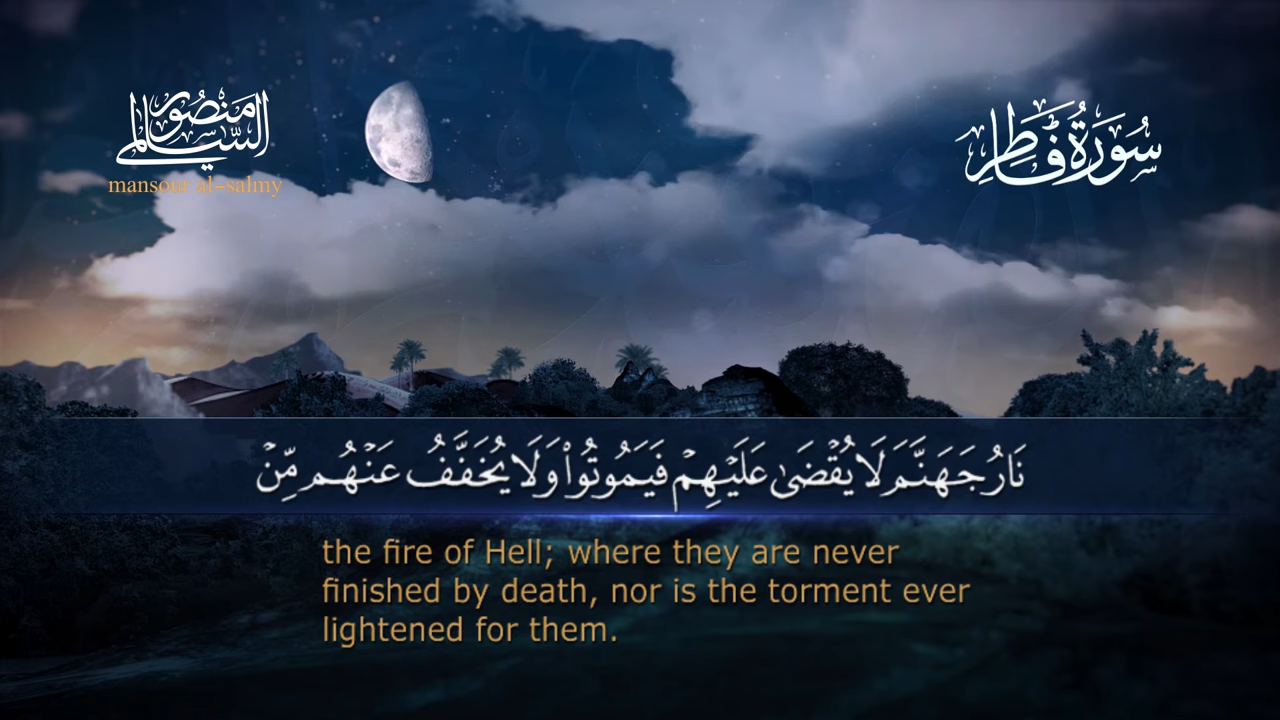 منصور
السالمي
mansour al-salmy
سُورَةُ فَاطِرٍ
نَارُ جَهَنَّمَ لَا يُقْضَىٰ عَلَيْهِمْ فَيَمُوتُوا۟ وَلَا يُخَفَّفُ عَنْهُم مِّنْ
the fire of Hell; where they are never
finished by death, nor is the torment ever
lightened for them.